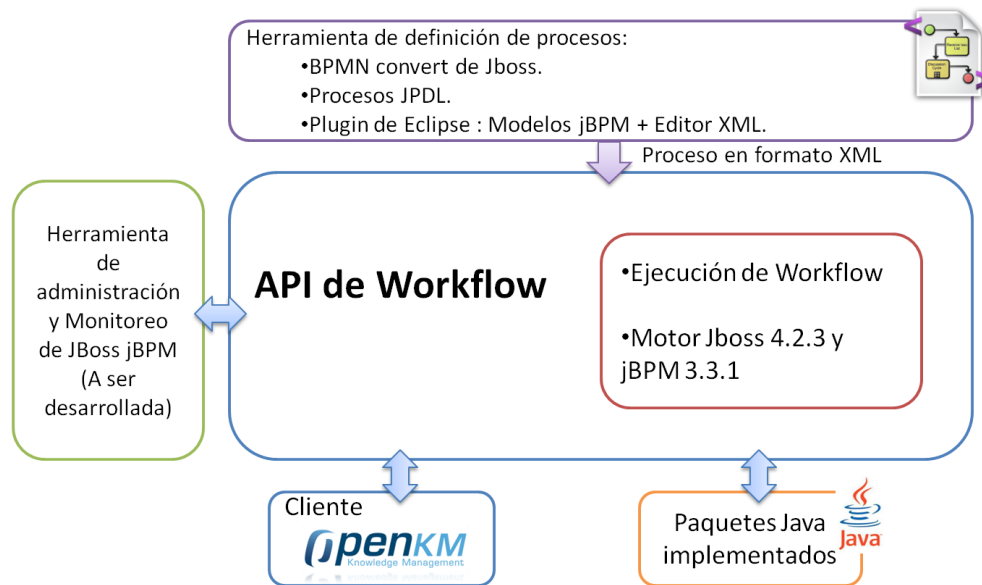 Herramienta de definición de procesos:
•BPMN convert de Jboss.
•Procesos JPDL.
•Plugin de Eclipse : Modelos jBPM + Editor XML.
Proceso en formato XML
Herramienta
de
administración
y Monitoreo
de JBoss jBPM
(A ser
desarrollada)
API de Workflow
•Ejecución de Workflow
•Motor Jboss 4.2.3 y
jBPM 3.3.1
Cliente
OpenKM
Knowledge Management
Paquetes Java
implementados
Java